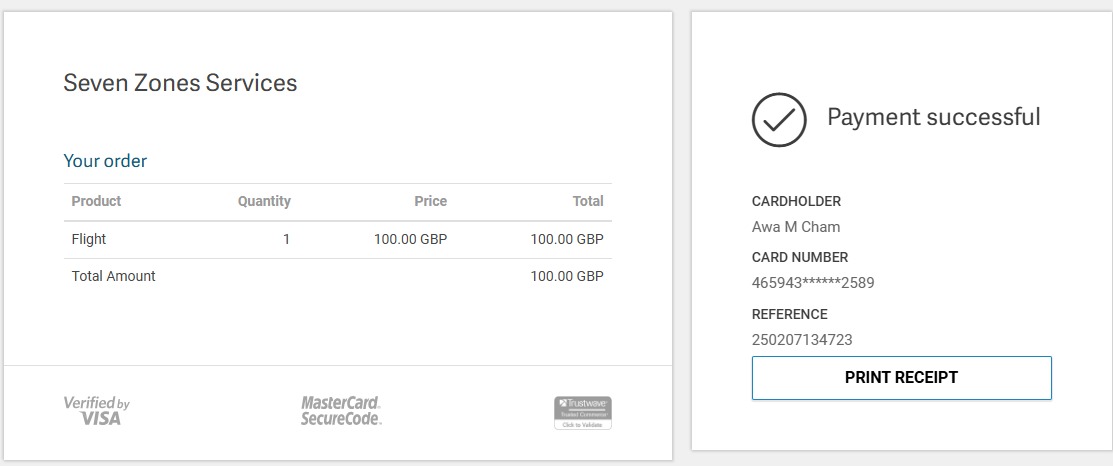 Seven Zones Services
Your order
Product Quantity Price Total
Flight 1 100.00 GBP 100.00 GBP
Total Amount 100.00 GBP
Verified by
VISA
MasterCard.
SecureCode.
Trustwave
Trusted Commerce
Click to Validate
Payment successful
CARDHOLDER
Awa M Cham
CARD NUMBER
465943******2589
REFERENCE
250207134723
PRINT RECEIPT